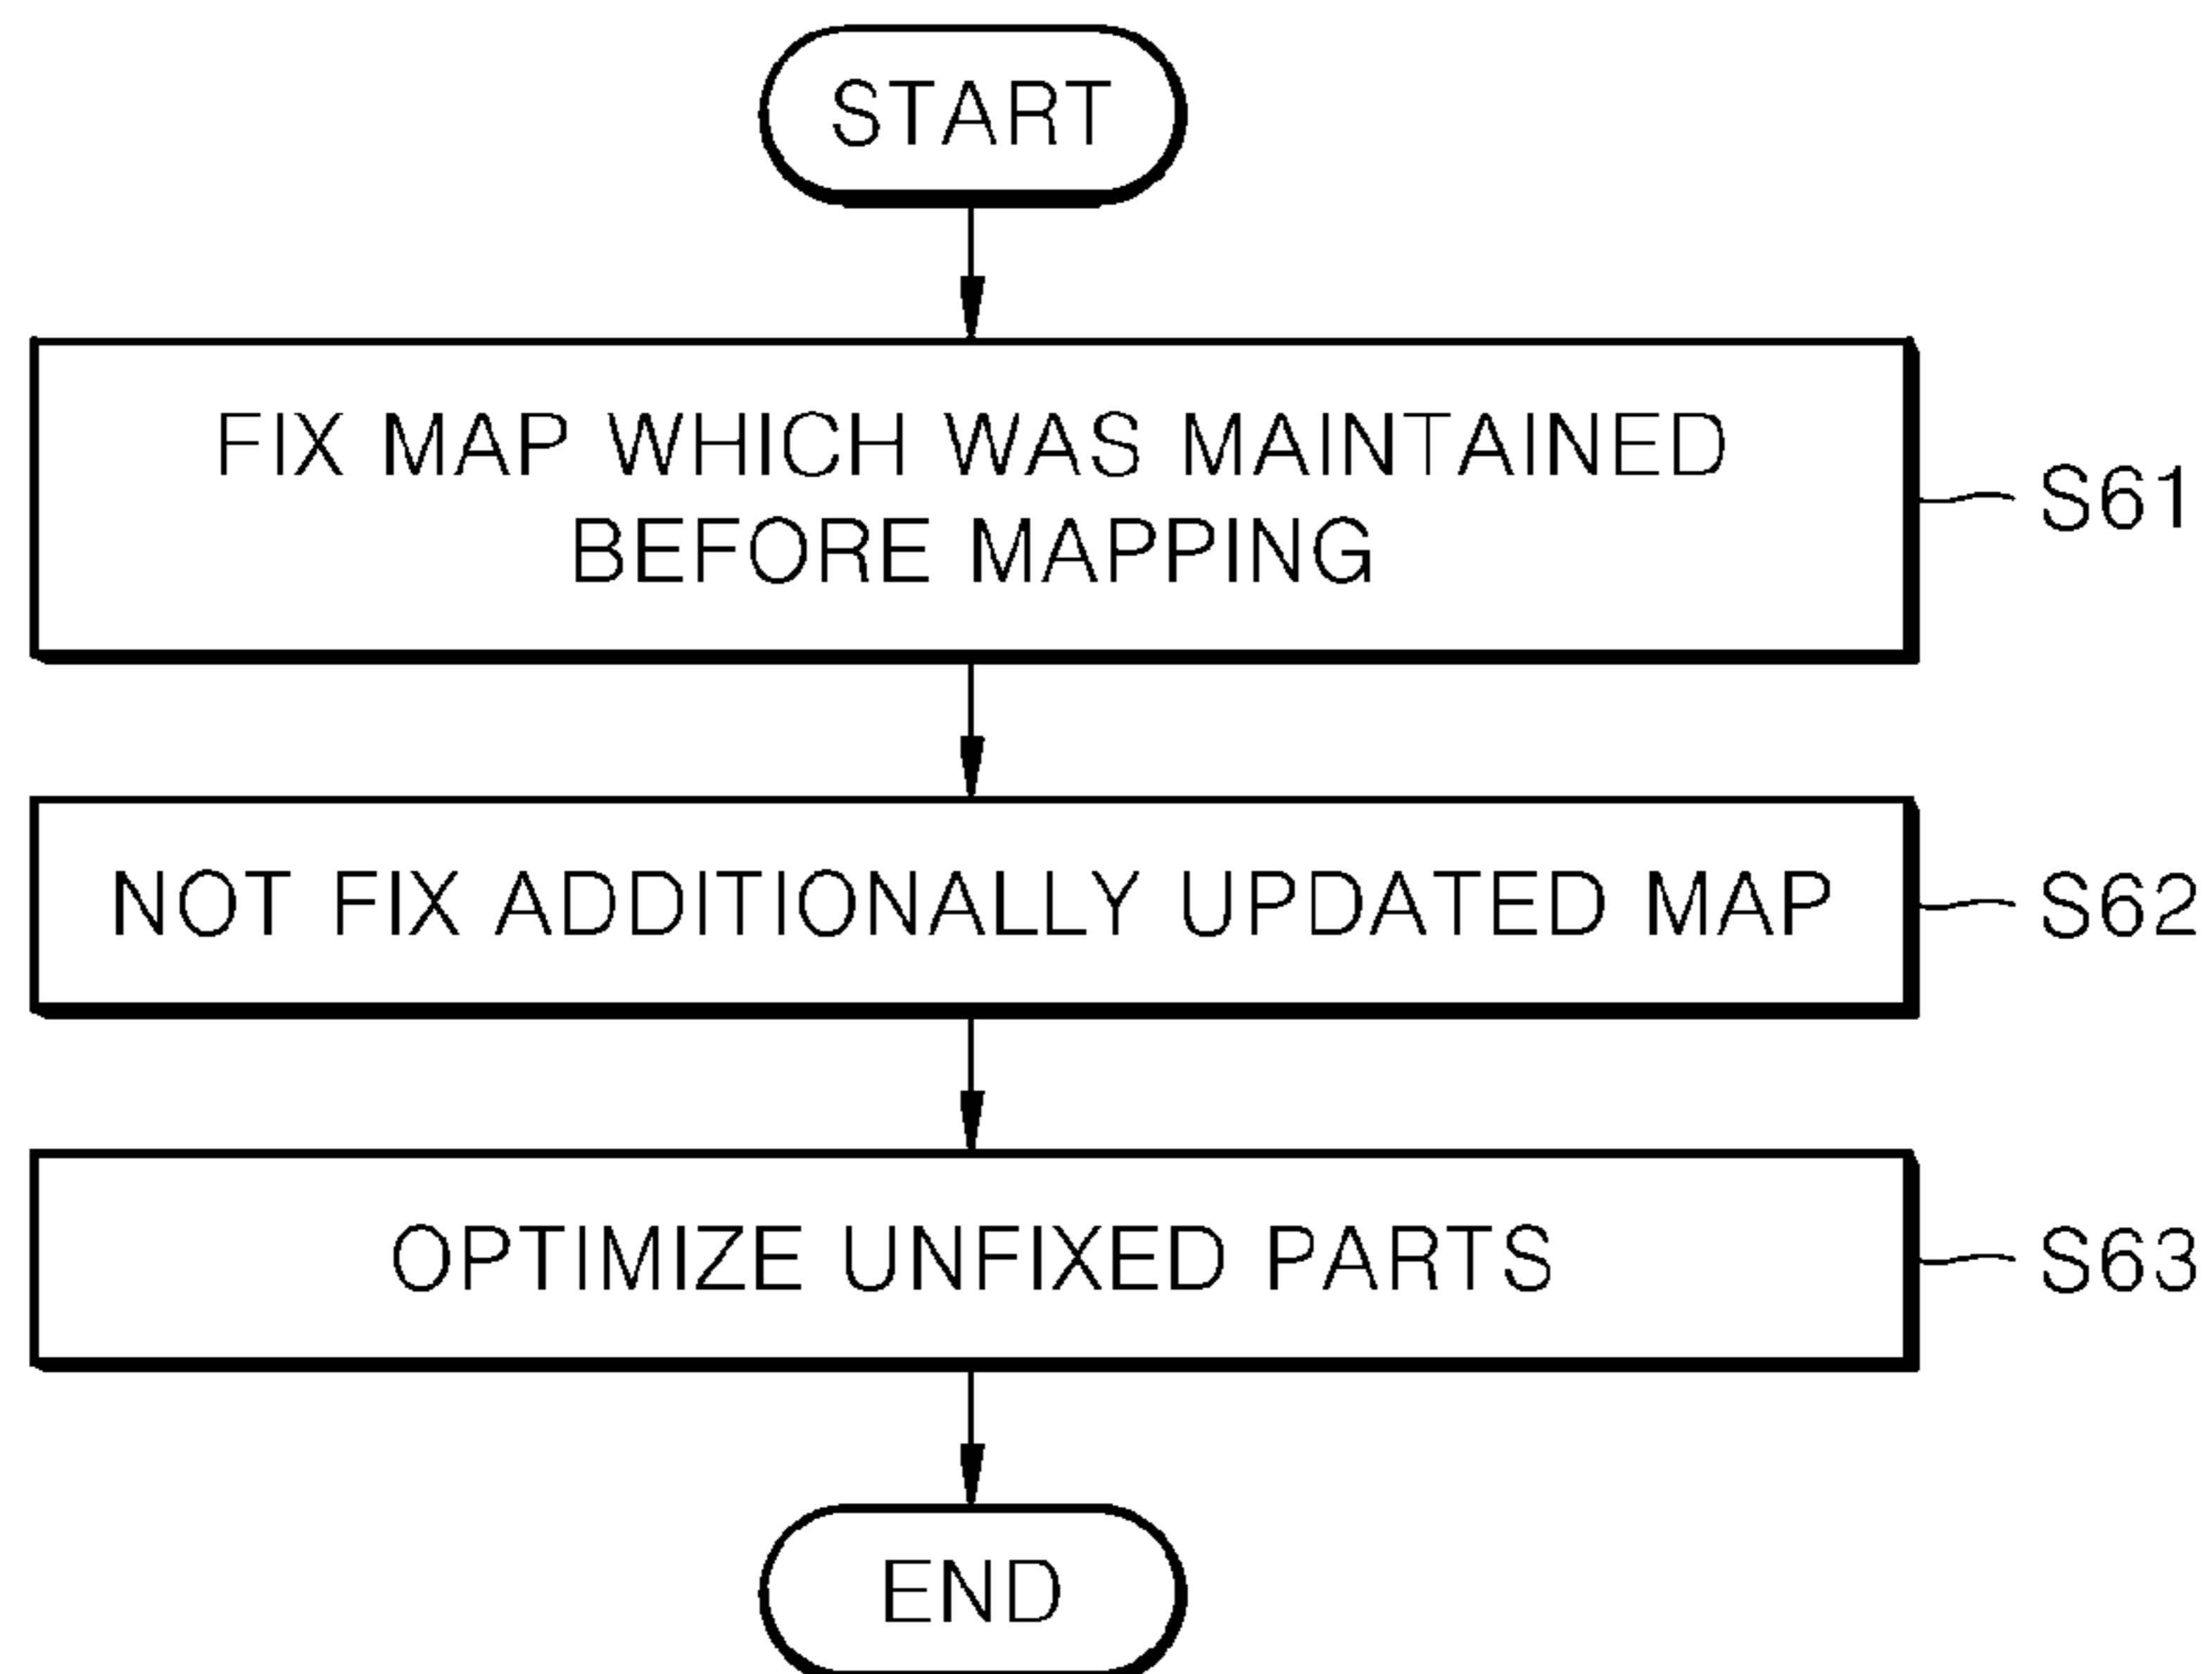 START
FIX MAP WHICH WAS MAINTAINED
BEFORE MAPPING
S61
NOT FIX ADDITIONALLY UPDATED MAP
S62
OPTIMIZE UNFIXED PARTS
S63
END